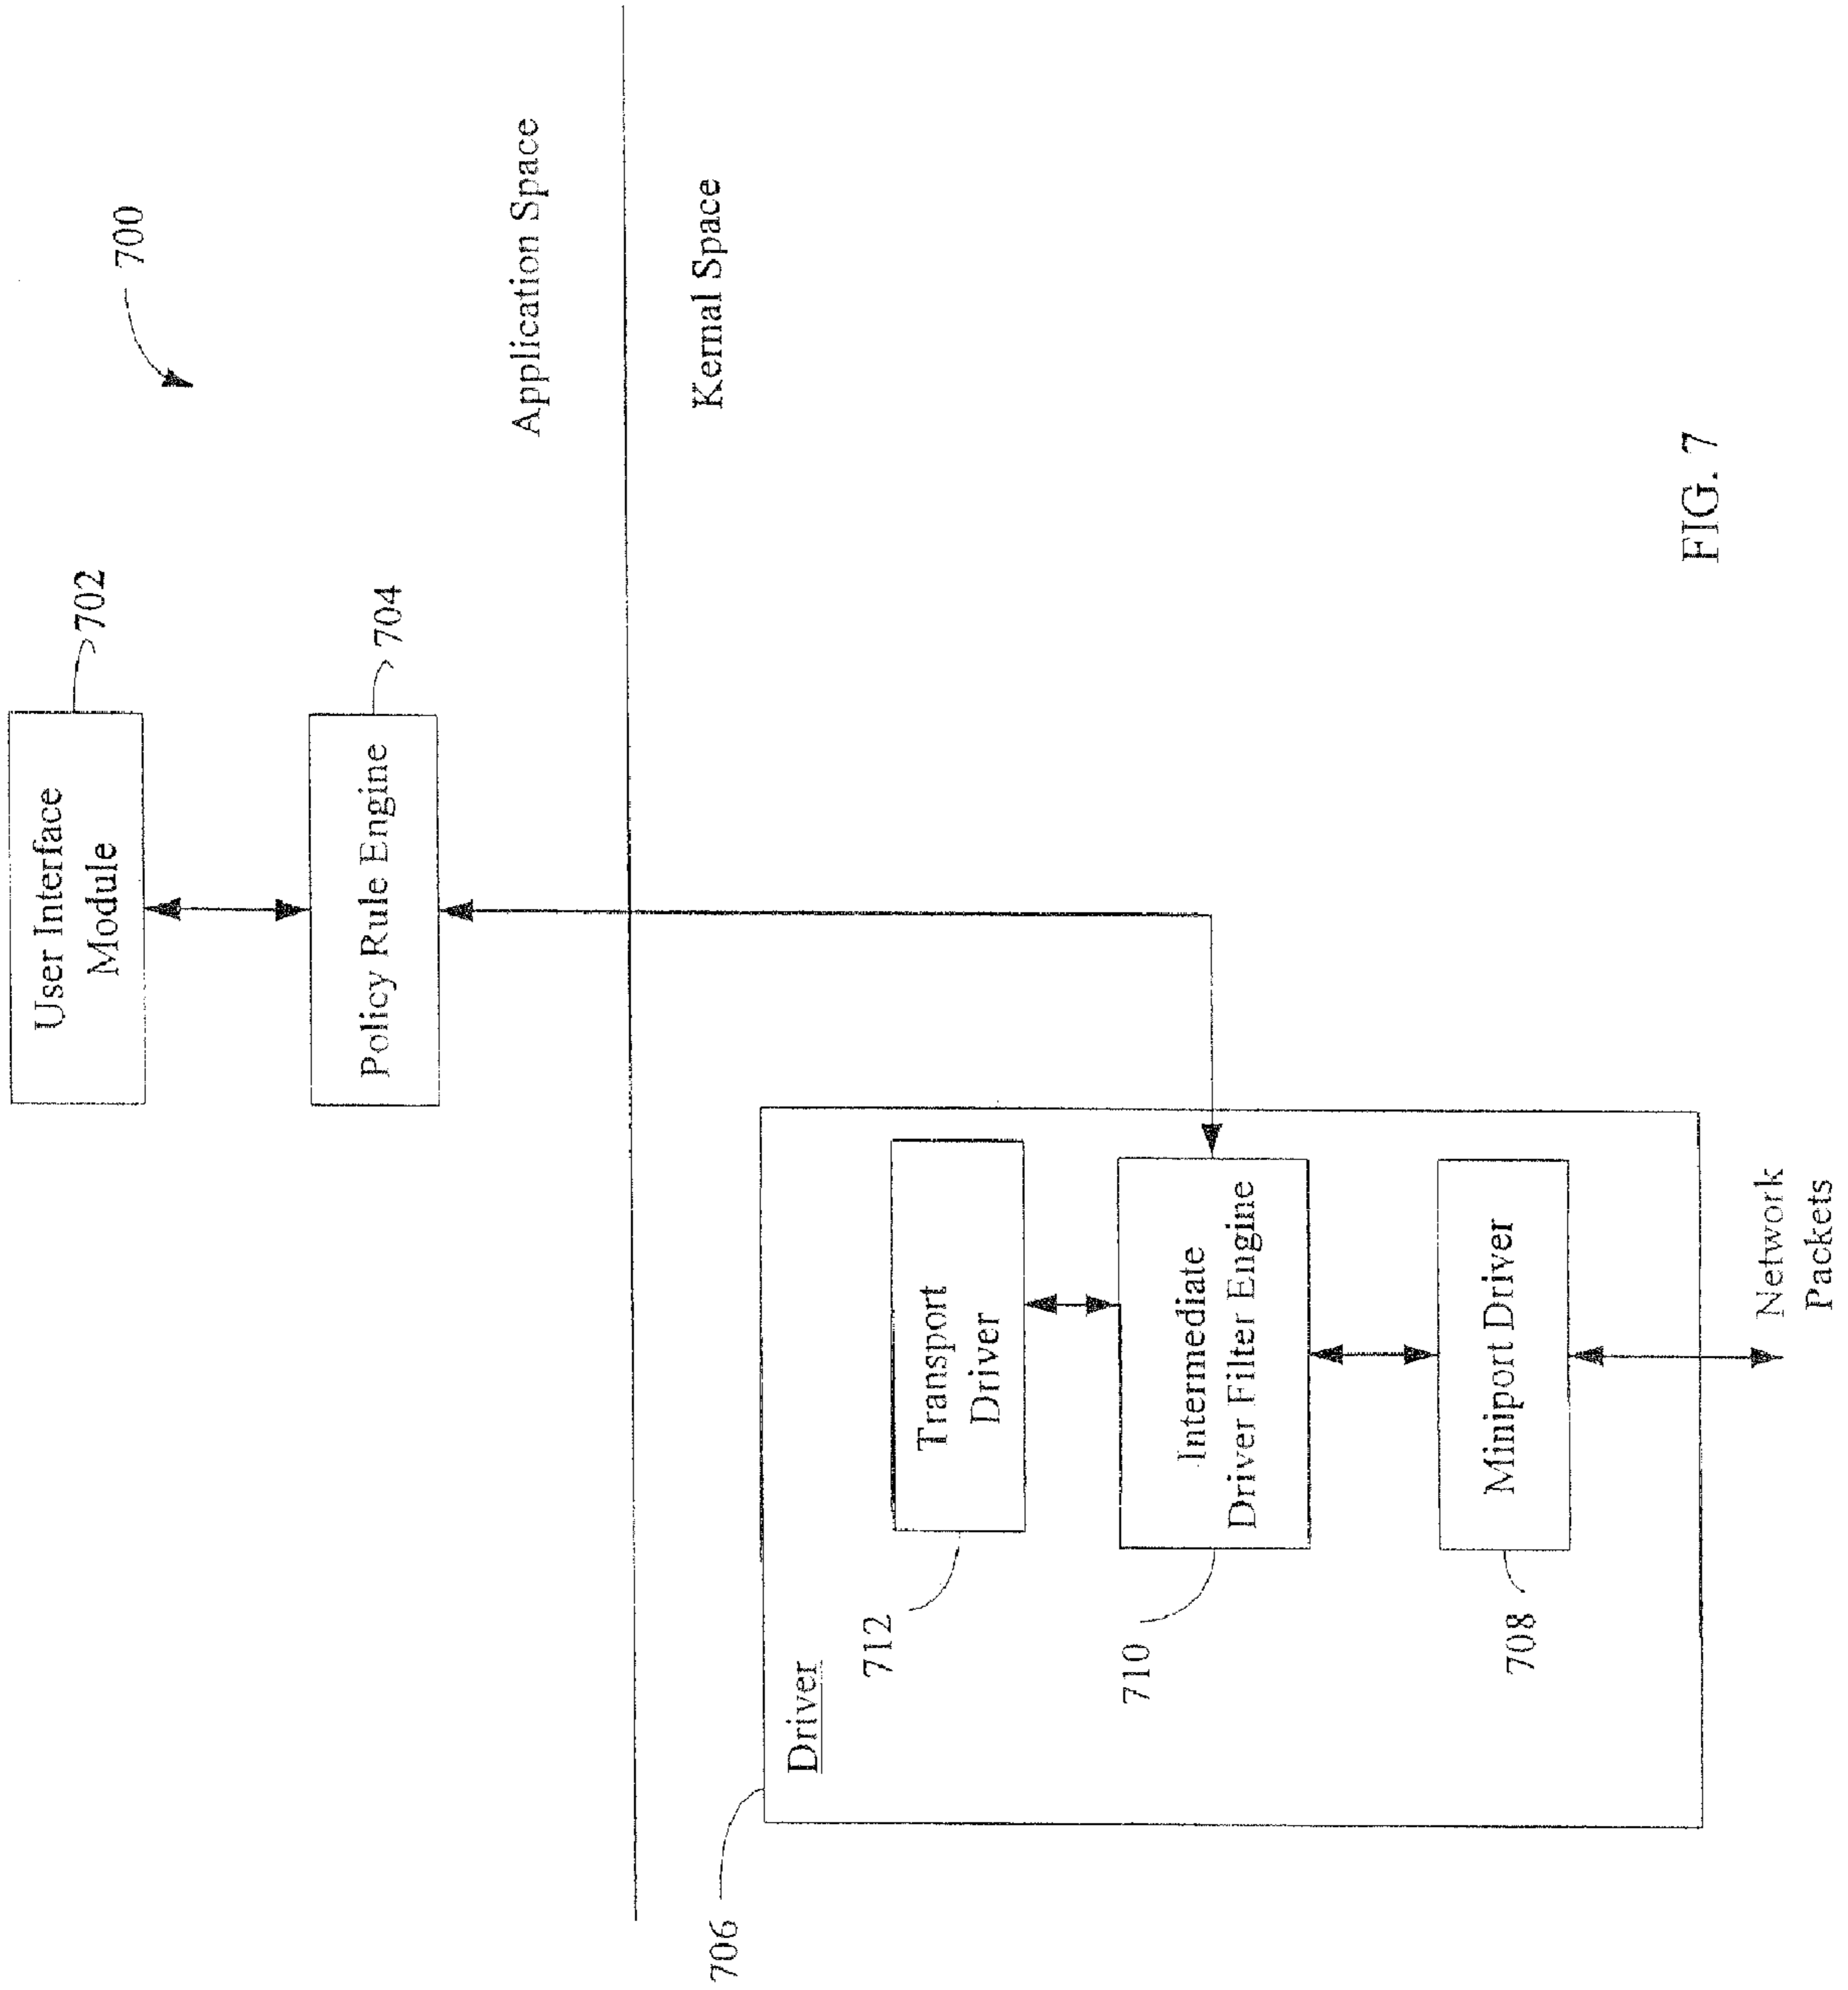 User Interface
Module
702
700
Policy Rule Engine
704
Application Space
Kernal Space
706
Driver
712
Transport
Driver
710
Intermediate
Driver Filter Engine
708
Miniport Driver
Network
Packets
FIG. 7